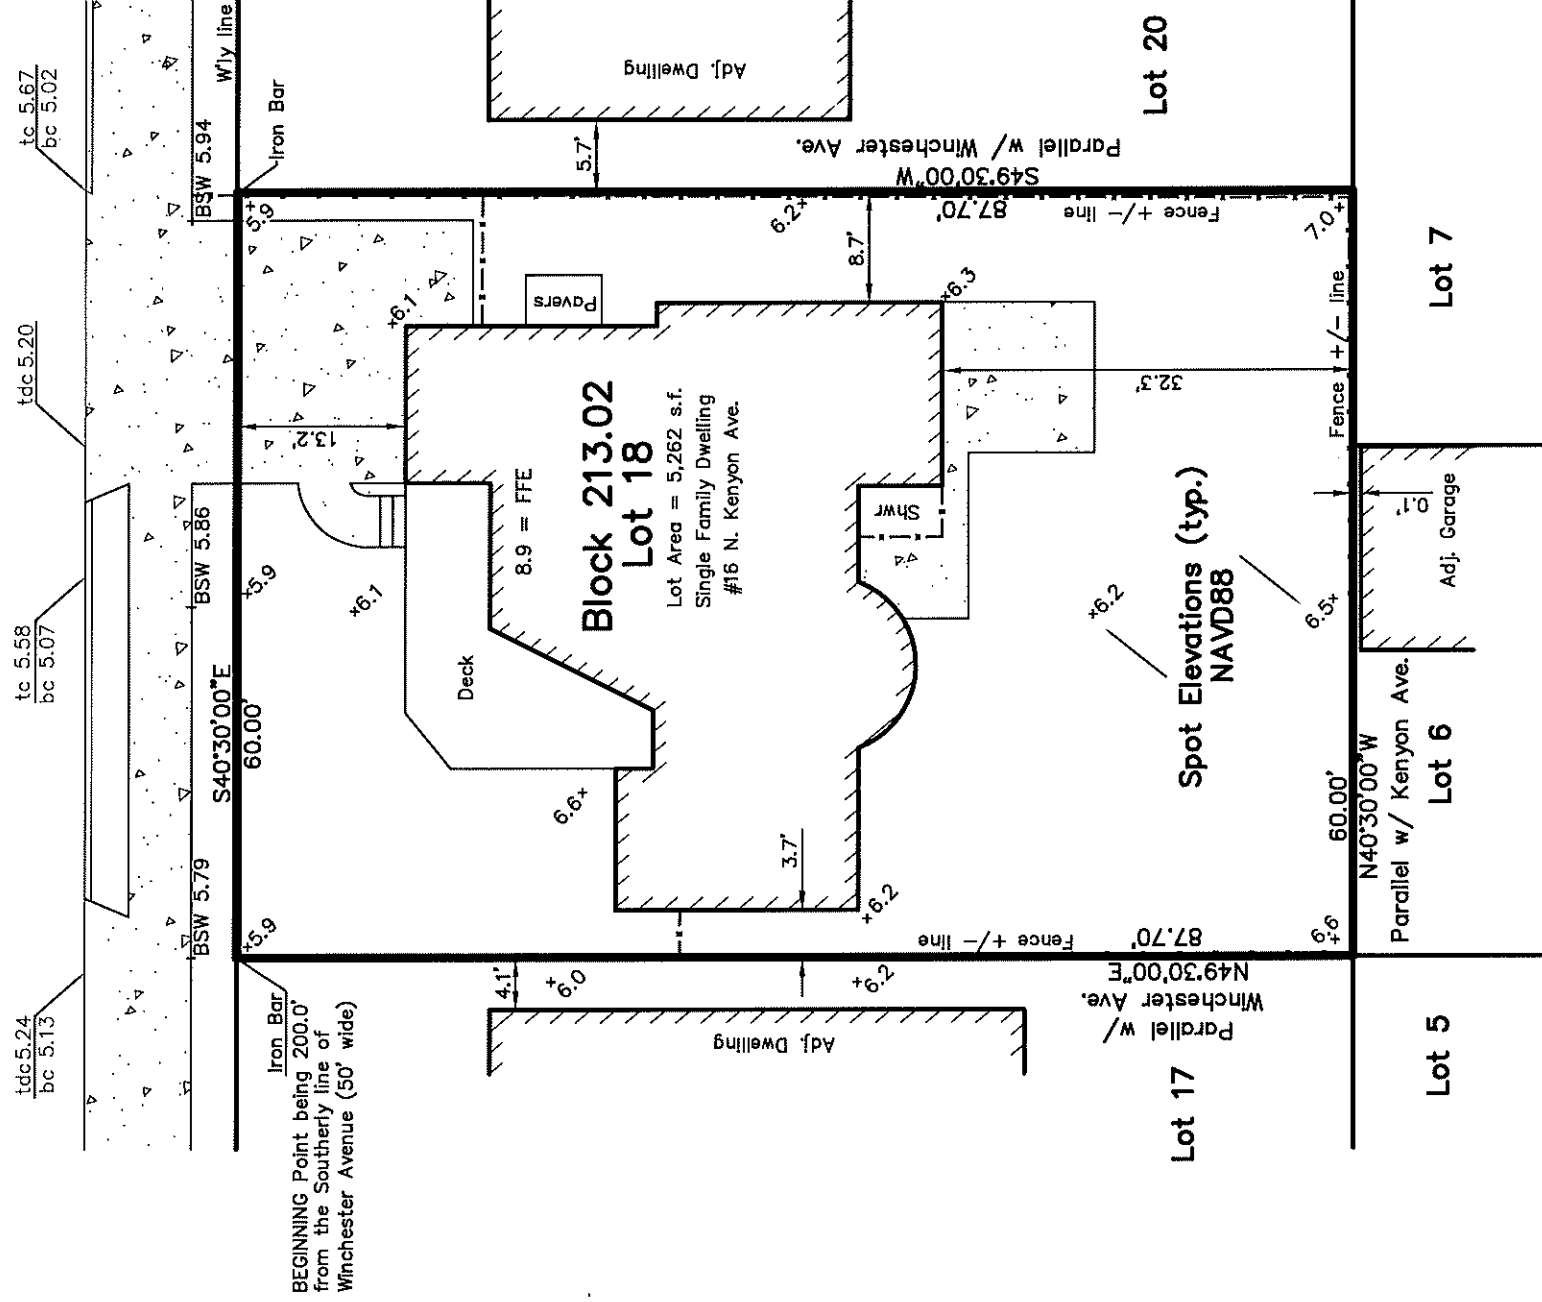 tc 5.67
bc 5.02
tdc 5.20
tc 5.58
bc 5.07
tdc 5.24
bc 5.13
W'ly line
BSW 5.94
BSW 5.86
BSW 5.79
Iron Bar
Iron Bar
BEGINNING Point being 200.0'
from the Southerly line of
Winchester Avenue (50' wide)
S40°30'00"E
60.00'
5.9
5.9
5.9
6.1
6.1
13.2'
Adj. Dwelling
5.7'
Lot 20
Parallel w/ Winchester Ave.
S49°30'00"W
87.70'
Fence +/- line
6.2
8.7'
7.0
Pavers
6.3
8.9 = FFE
Block 213.02
Lot 18
Lot Area = 5,262 s.f.
Single Family Dwelling
#16 N. Kenyon Ave.
Deck
6.6
Shwr
32.3'
Fence +/- line
Lot 7
Spot Elevations (typ.)
NAVD88
6.2
6.5
0.1'
Adj. Garage
3.7'
6.2
Fence +/- line
87.70'
N49°30'00"E
Parallel w/
Winchester Ave.
6.6
60.00'
N40°30'00"W
Parallel w/ Kenyon Ave.
Lot 6
4.1'
6.0
6.2
Adj. Dwelling
Lot 17
Lot 5